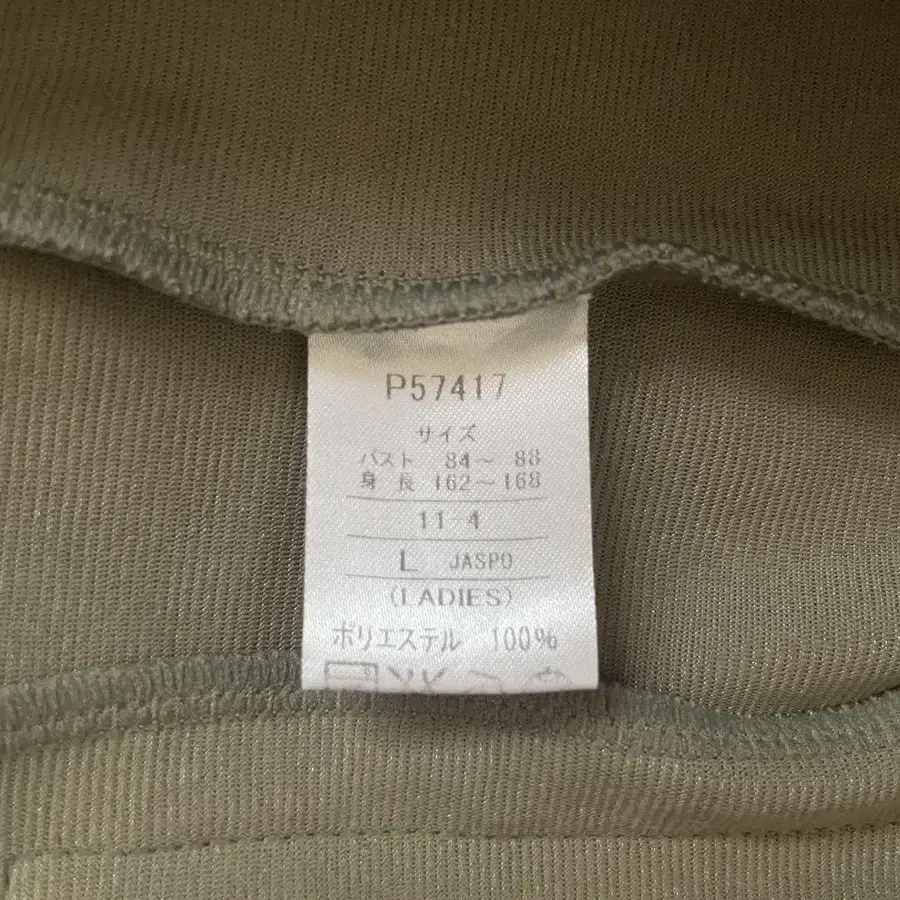 P57417
サイズ
バスト 84～ 88
身 長 162～168
11-4
L JASPO
(LADIES)
ポリエステル 100%